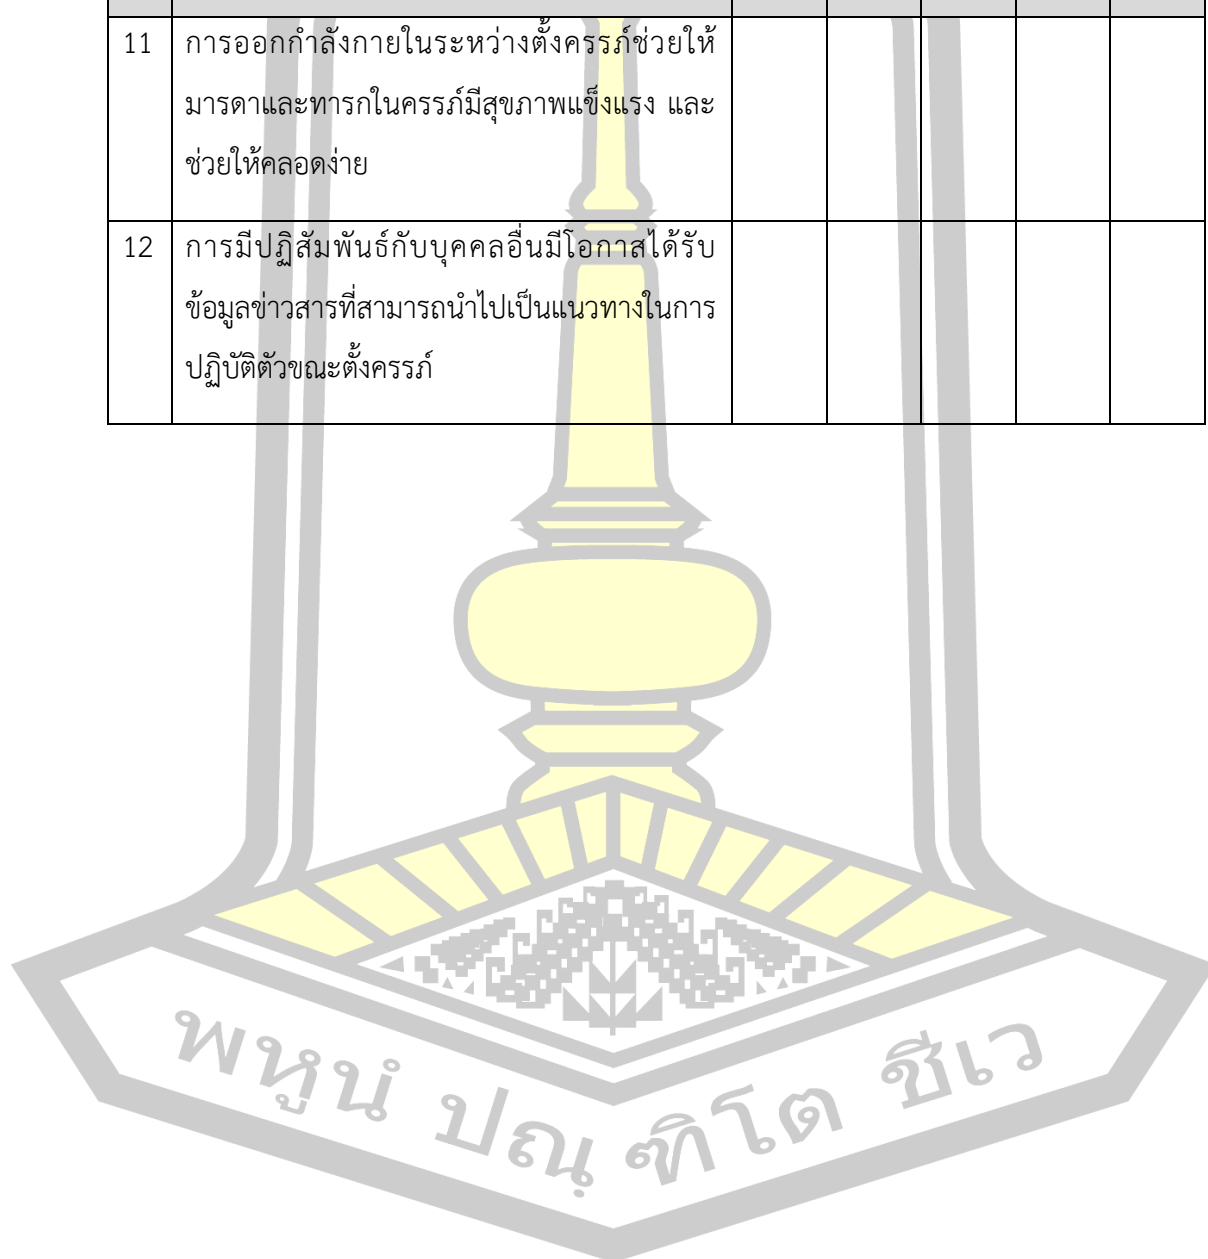 11 การออกกำลังกายในระหว่างตั้งครรภ์ช่วยให้
มารดาและทารกในครรภ์มีสุขภาพแข็งแรง และ
ช่วยให้คลอดง่าย
12 การมีปฏิสัมพันธ์กับบุคคลอื่นมีโอกาสได้รับ
ข้อมูลข่าวสารที่สามารถนำไปเป็นแนวทางในการ
ปฏิบัติตัวขณะตั้งครรภ์
พหูนํ ปณฺฑิโต ชีเว